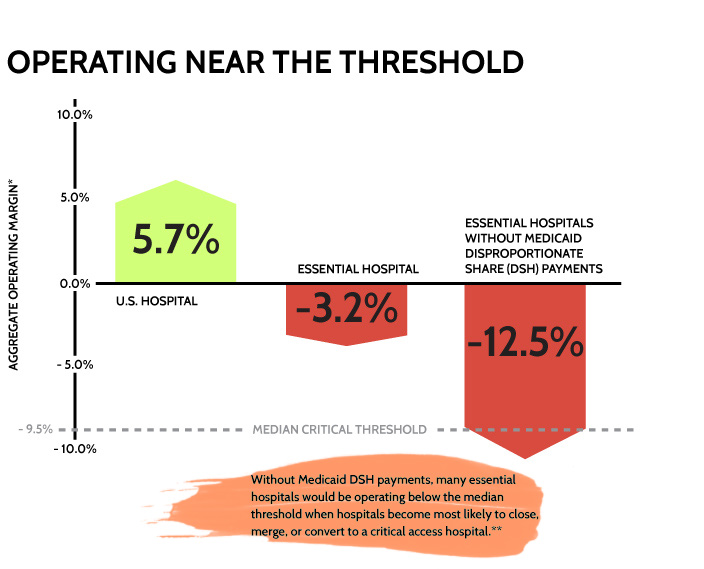 OPERATING NEAR THE THRESHOLD
AGGREGATE OPERATING MARGIN*
10.0%
5.0%
0.0%
- 5.0%
- 9.5%
- 10.0%
5.7%
U.S. HOSPITAL
ESSENTIAL HOSPITAL
-3.2%
ESSENTIAL HOSPITALS
WITHOUT MEDICAID
DISPROPORTIONATE
SHARE (DSH) PAYMENTS
-12.5%
MEDIAN CRITICAL THRESHOLD
Without Medicaid DSH payments, many essential
hospitals would be operating below the median
threshold when hospitals become most likely to close,
merge, or convert to a critical access hospital.**